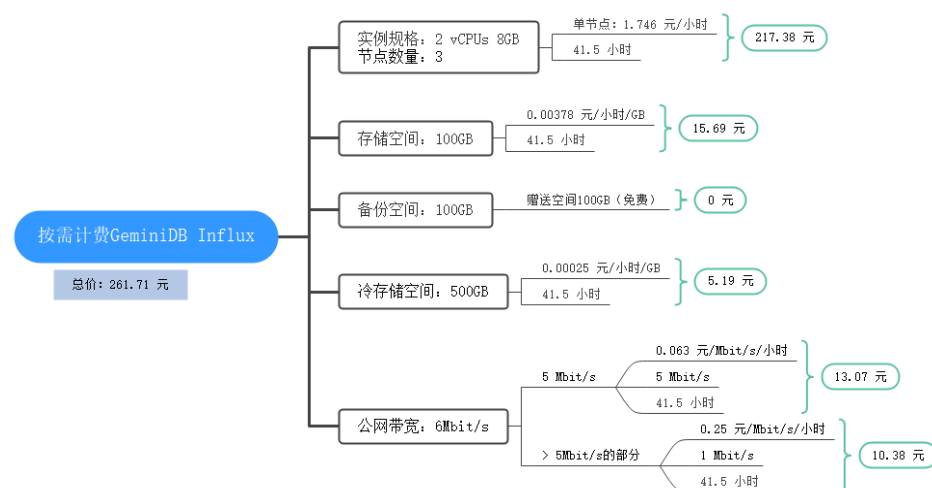 按需计费GeminiDB Influx
总价：261.71 元
实例规格：2 vCPUs 8GB
节点数量：3
单节点：1.746 元/小时
41.5 小时
217.38 元
存储空间：100GB
0.00378 元/小时/GB
41.5 小时
15.69 元
备份空间：100GB
赠送空间100GB（免费）
0 元
冷存储空间：500GB
0.00025 元/小时/GB
41.5 小时
5.19 元
公网带宽：6Mbit/s
5 Mbit/s
0.063 元/Mbit/s/小时
5 Mbit/s
41.5 小时
13.07 元
> 5Mbit/s的部分
0.25 元/Mbit/s/小时
1 Mbit/s
41.5 小时
10.38 元